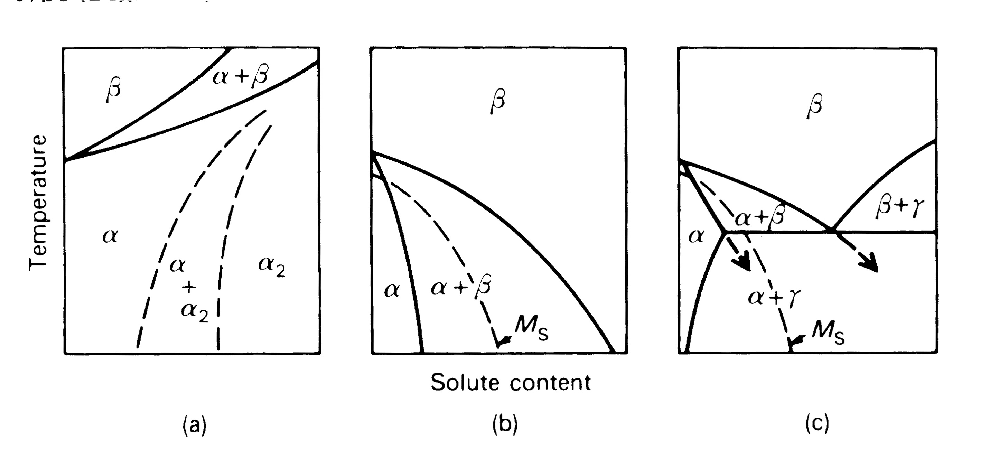 β
α+β
α
α
+
α2
α2
Temperature
β
α
α+β
MS
β
α+β
β+γ
α
α+γ
MS
Solute content
(a)
(b)
(c)